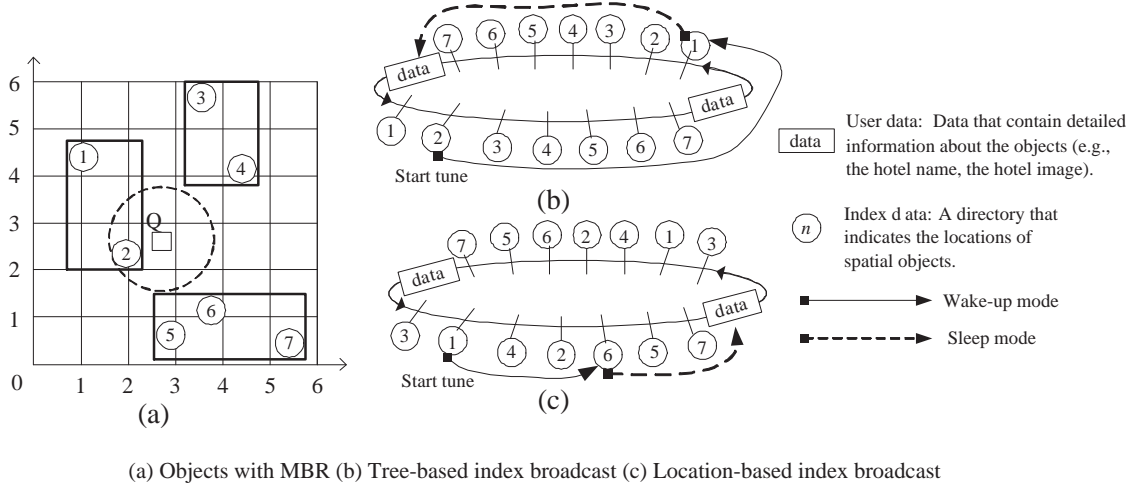 6
5
4
3
2
1
0
1 2 3 4 5 6
3
1
4
Q
2
6
5
7
(a)
7 6 5 4 3 2 1
data
data
1 2 3 4 5 6 7
Start tune
(b)
7 5 6 2 4 1 3
data
data
3 1 4 2 6 5 7
Start tune
(c)
data
User data: Data that contain detailed
information about the objects (e.g.,
the hotel name, the hotel image).
n
Index data: A directory that
indicates the locations of
spatial objects.
Wake-up mode
Sleep mode
(a) Objects with MBR (b) Tree-based index broadcast (c) Location-based index broadcast